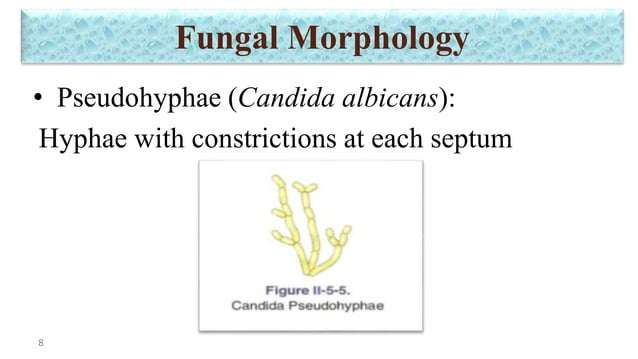 Fungal Morphology
• Pseudohyphae (Candida albicans):
Hyphae with constrictions at each septum
Figure II-5-5.
Candida Pseudohyphae
8